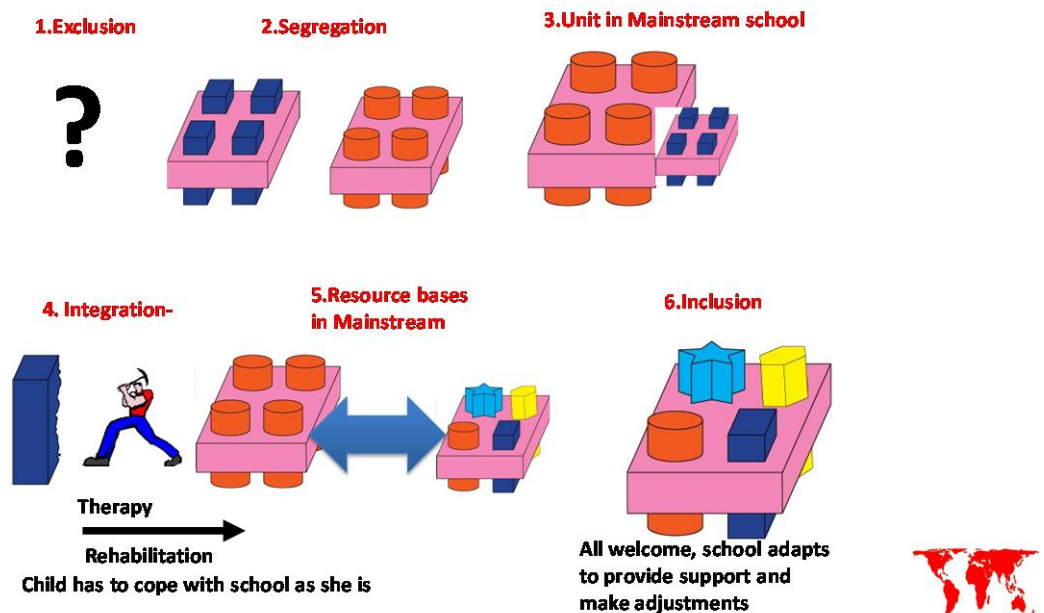 1.Exclusion
2.Segregation
3.Unit in Mainstream school
?
4. Integration-
5.Resource bases
in Mainstream
6.Inclusion
Therapy
Rehabilitation
Child has to cope with school as she is
All welcome, school adapts
to provide support and
make adjustments